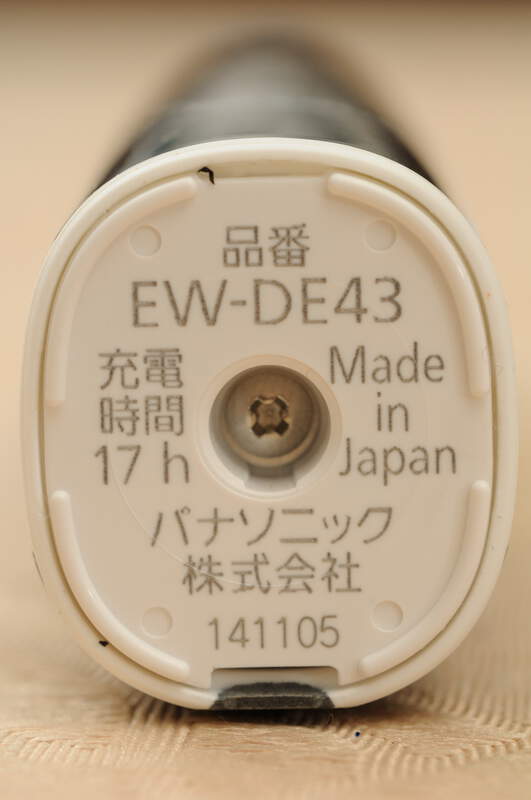 品番
EW-DE43
充電
時間
17 h
Made
in
Japan
パナソニック
株式会社
141105